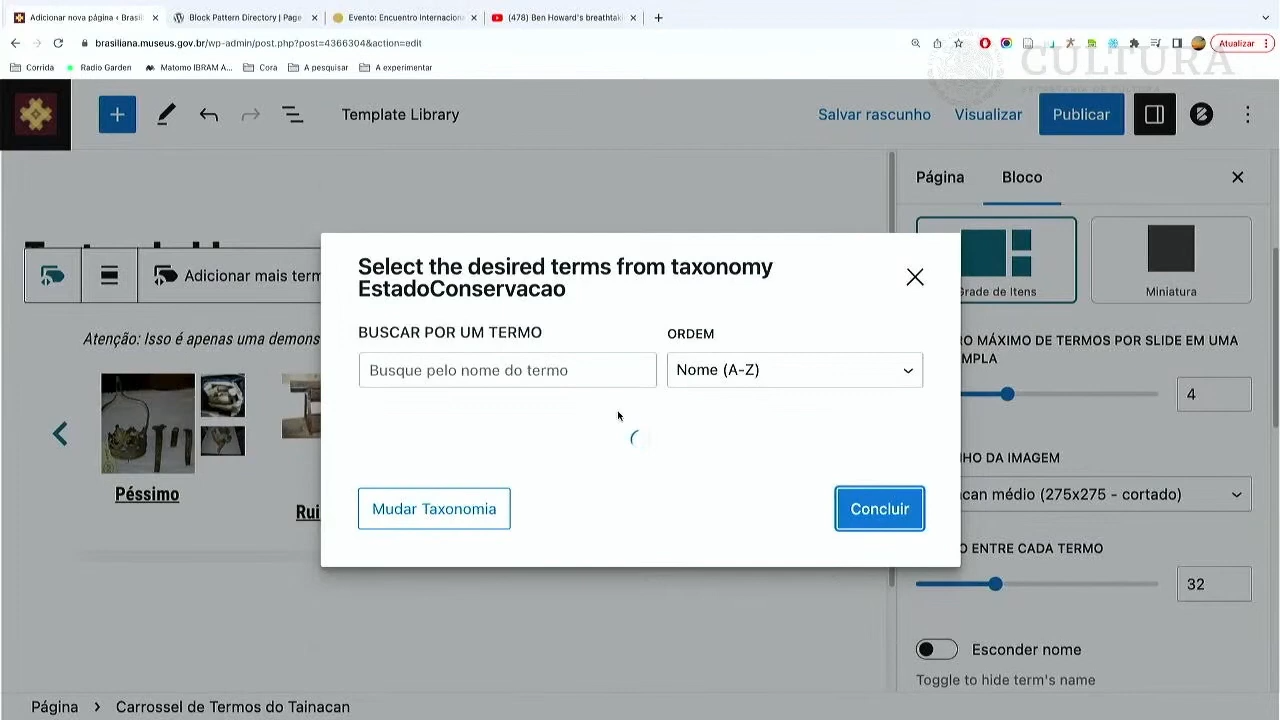 Adicionar nova página ‹ Brasil
Block Pattern Directory | Page
Evento: Encuentro Internacion
(478) Ben Howard's breathtaki
brasiliana.museus.gov.br/wp-admin/post.php?post=4366304&action=edit
Atualizar
Corrida
Radio Garden
Matomo IBRAM A...
Cora
A pesquisar
A experimentar
CULTURA
SECRETARÍA DE CULTURA
Template Library
Salvar rascunho
Visualizar
Publicar
Página
Bloco
Adicionar mais term
Grade de Itens
Miniatura
Select the desired terms from taxonomy
EstadoConservacao
BUSCAR POR UM TERMO
ORDEM
Busque pelo nome do termo
Nome (A-Z)
Mudar Taxonomia
Concluir
Atenção: Isso é apenas uma demons
Péssimo
Rui
O MÁXIMO DE TERMOS POR SLIDE EM UMA
MPLA
4
HO DA IMAGEM
can médio (275x275 - cortado)
O ENTRE CADA TERMO
32
Esconder nome
Toggle to hide term's name
Página
Carrossel de Termos do Tainacan